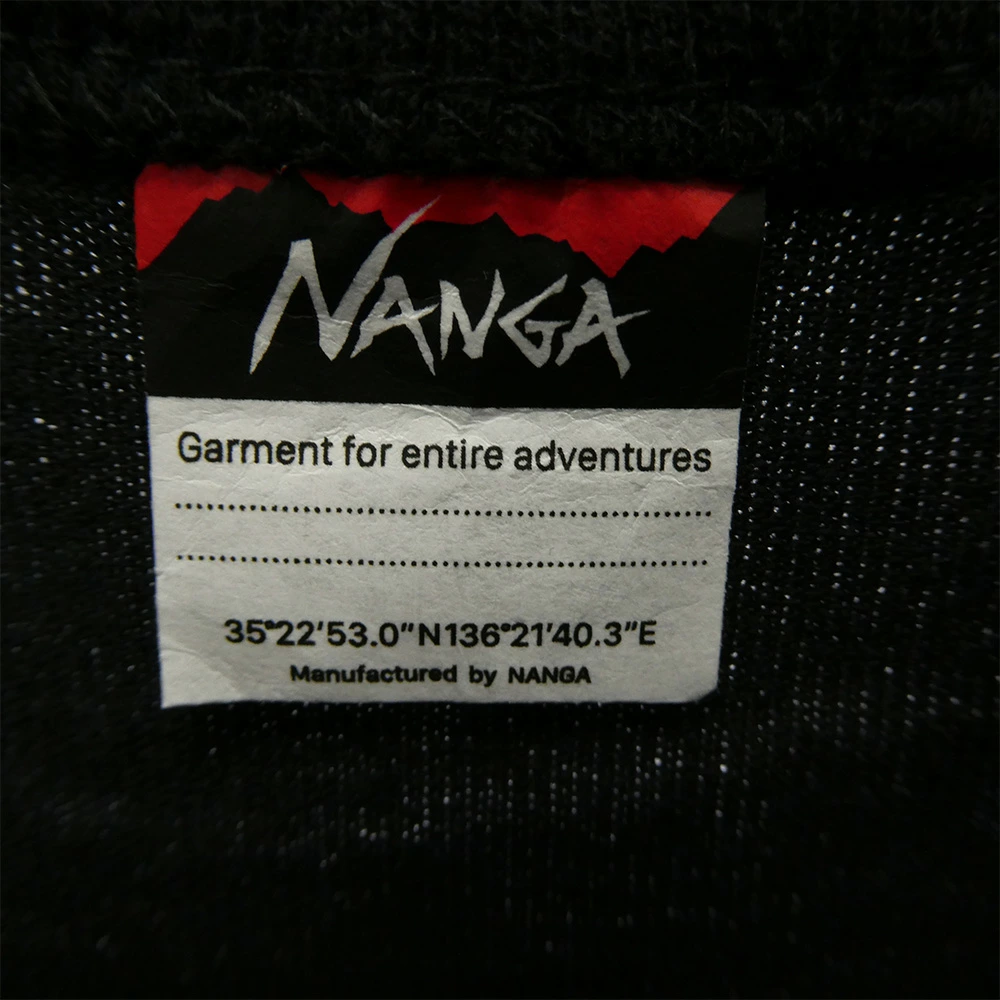 NANGA
Garment for entire adventures
35°22'53.0"N136°21'40.3"E
Manufactured by NANGA